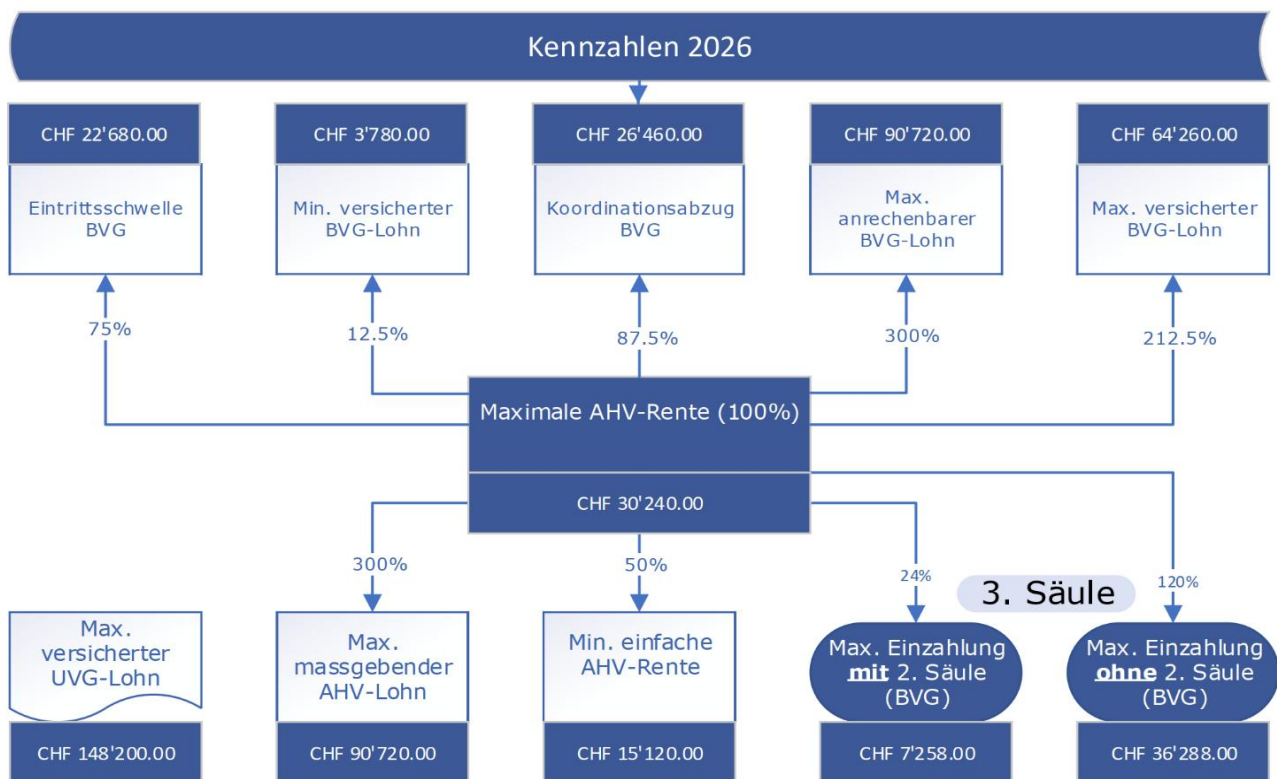 Kennzahlen 2026
CHF 22'680.00
CHF 3'780.00
CHF 26'460.00
CHF 90'720.00
CHF 64'260.00
Eintrittsschwelle
BVG
Min. versicherter
BVG-Lohn
Koordinationsabzug
BVG
Max.
anrechenbarer
BVG-Lohn
Max. versicherter
BVG-Lohn
75%
12.5%
87.5%
300%
212.5%
Maximale AHV-Rente (100%)
CHF 30'240.00
300%
50%
24%
120%
3. Säule
Max.
versicherter
UVG-Lohn
Max.
massgebender
AHV-Lohn
Min. einfache
AHV-Rente
Max. Einzahlung
mit 2. Säule
(BVG)
Max. Einzahlung
ohne 2. Säule
(BVG)
CHF 148'200.00
CHF 90'720.00
CHF 15'120.00
CHF 7'258.00
CHF 36'288.00